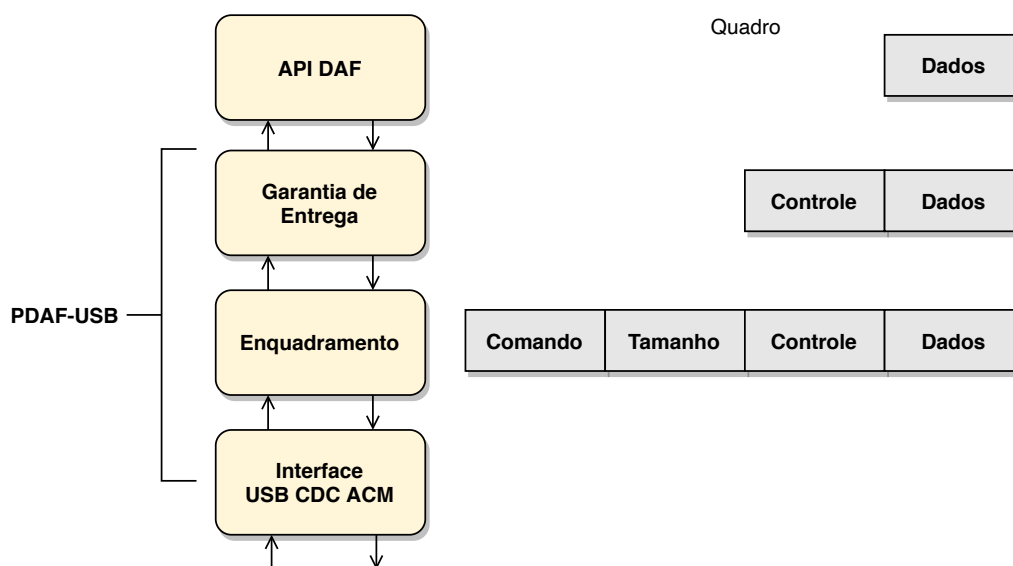 Quadro
API DAF
Dados
Garantia de
Entrega
Controle
Dados
PDAF-USB
Enquadramento
Comando
Tamanho
Controle
Dados
Interface
USB CDC ACM